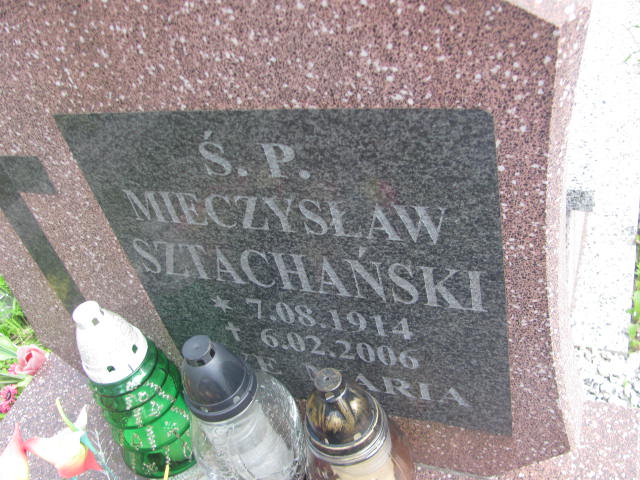 Ś. P.
MIECZYSŁAW
SZTACHAŃSKI
* 7.08.1914
✝ 6.02.2006
MARIA